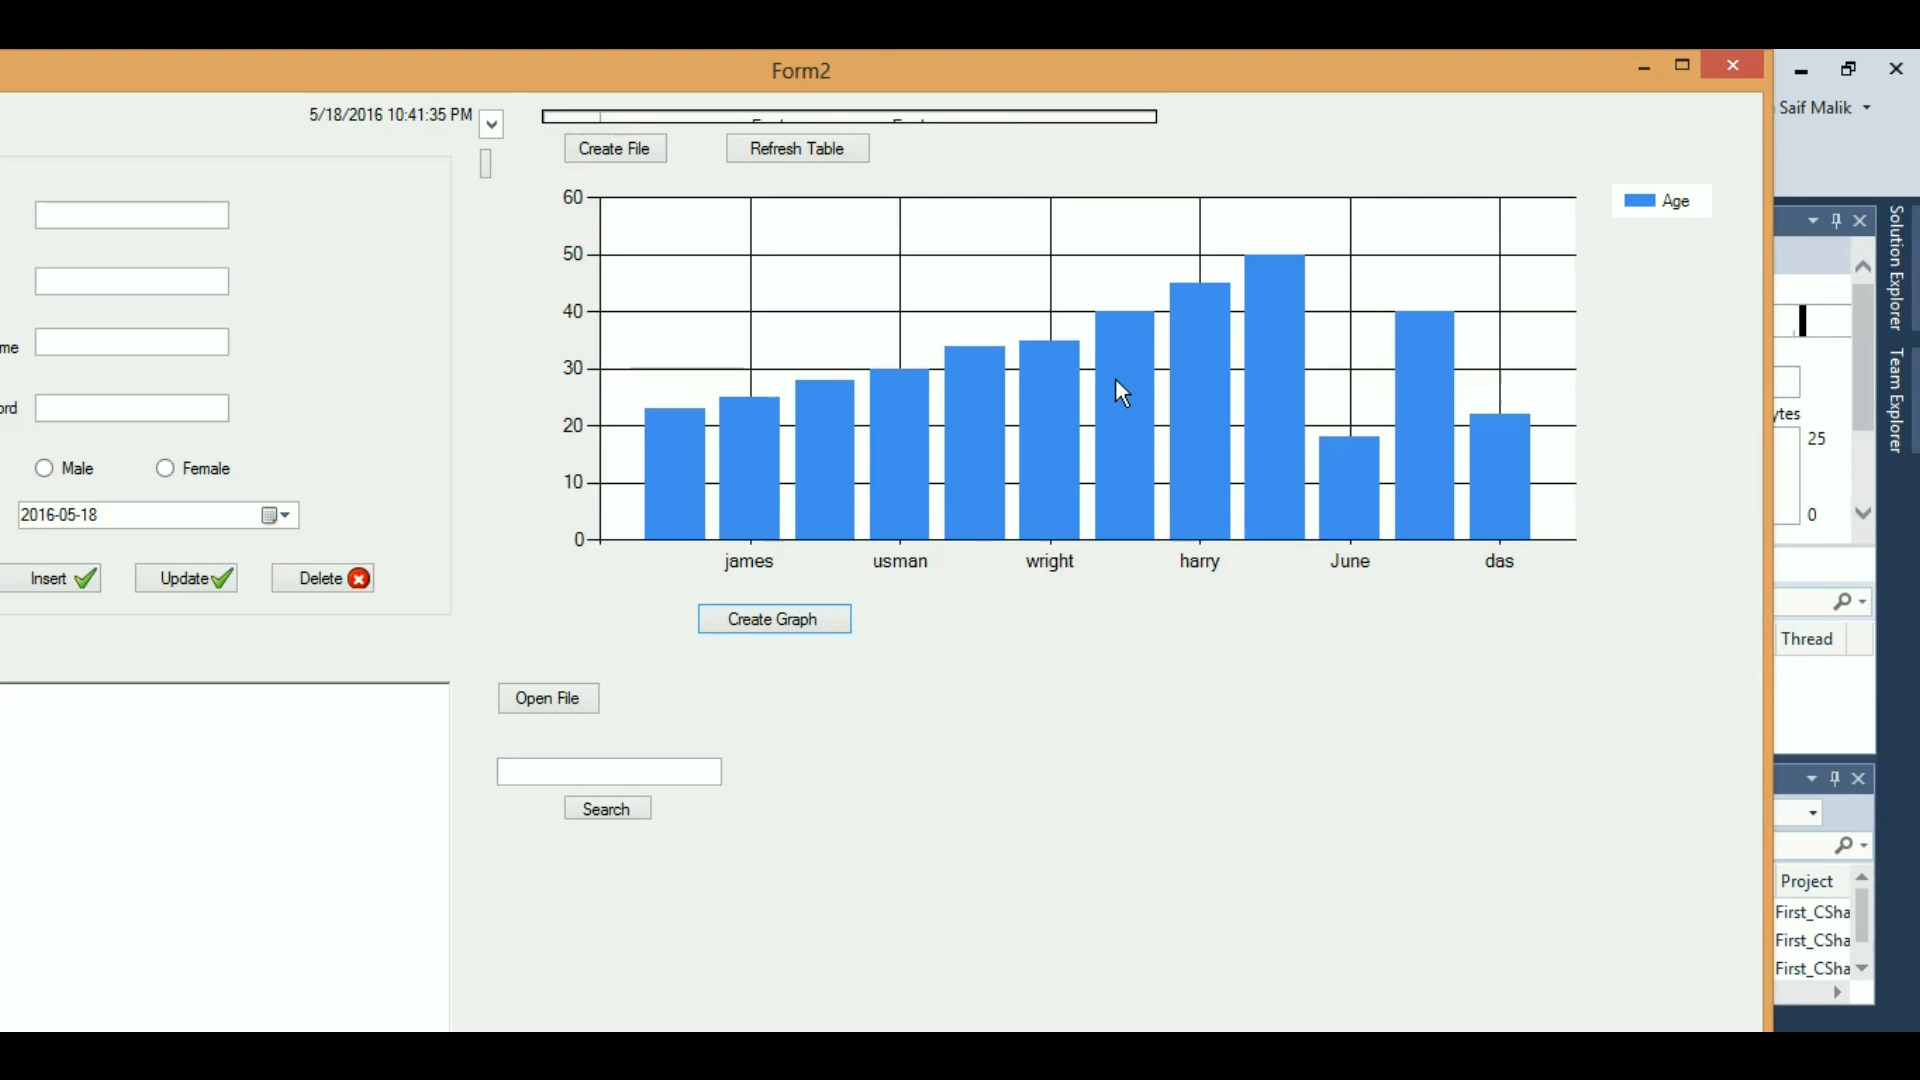 Form2
Saif Malik
5/18/2016 10:41:35 PM
Create File
Refresh Table
60
50
40
30
20
10
0
Age
james
usman
wright
harry
June
das
me
ord
Male
Female
2016-05-18
Insert
Update
Delete
Create Graph
Open File
Search
Solution Explorer
Team Explorer
ytes
25
0
Thread
Project
First_CSha
First_CSha
First_CSha